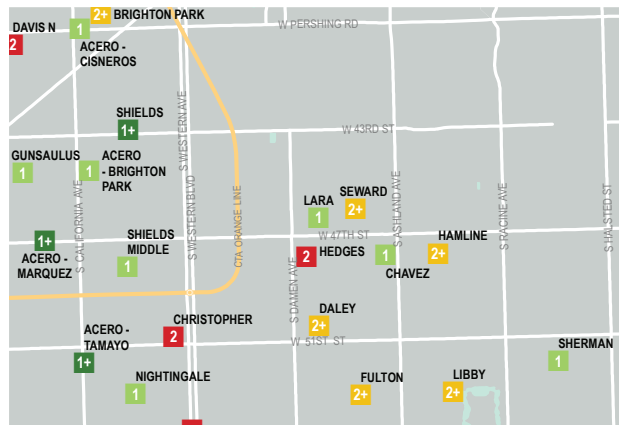 2+
BRIGHTON PARK
DAVIS N
2
1
ACERO -
CISNEROS
W PERSHING RD
S WESTERN AVE
SHIELDS
1+
W 43RD ST
GUNSAULUS
1
1
ACERO
- BRIGHTON
PARK
S CALIFORNIA AVE
S WESTERN BLVD
CTA ORANGE LINE
LARA
1
SEWARD
2+
S ASHLAND AVE
S RACINE AVE
S HALSTED ST
1+
ACERO -
MARQUEZ
SHIELDS
MIDDLE
1
W 47TH ST
2
HEDGES
1
CHAVEZ
HAMLINE
2+
S DAMEN AVE
ACERO -
TAMAYO
1+
CHRISTOPHER
2
DALEY
2+
W 51ST ST
SHERMAN
1
NIGHTINGALE
1
FULTON
2+
LIBBY
2+